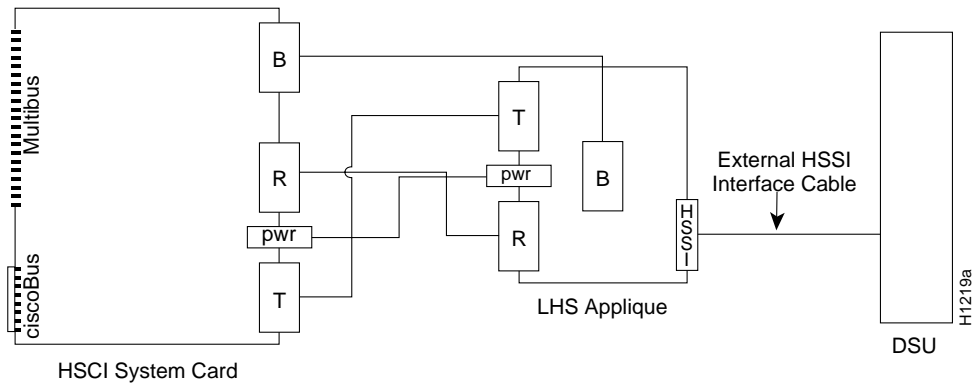 Multibus
ciscoBus
B
R
pwr
T
HSCI System Card
T
pwr
R
B
HSSI
LHS Applique
External HSSI
Interface Cable
DSU
H1219a